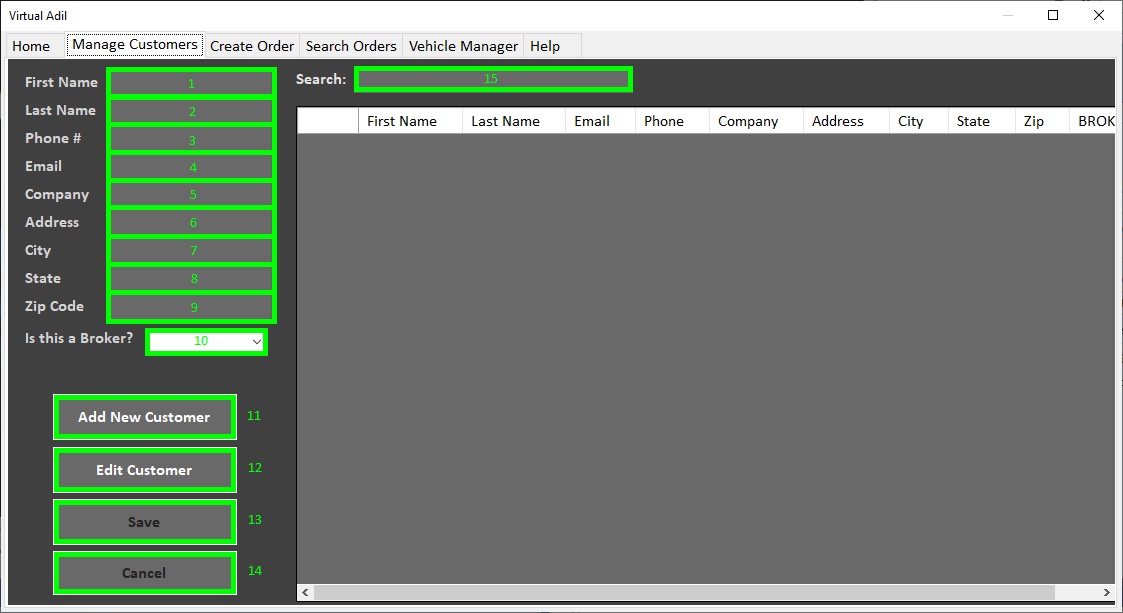 Virtual Adil
Home Manage Customers Create Order Search Orders Vehicle Manager Help
First Name 1
Last Name 2
Phone # 3
Email 4
Company 5
Address 6
City 7
State 8
Zip Code 9
Is this a Broker? 10
Add New Customer 11
Edit Customer 12
Save 13
Cancel 14
Search: 15
First Name Last Name Email Phone Company Address City State Zip BROK